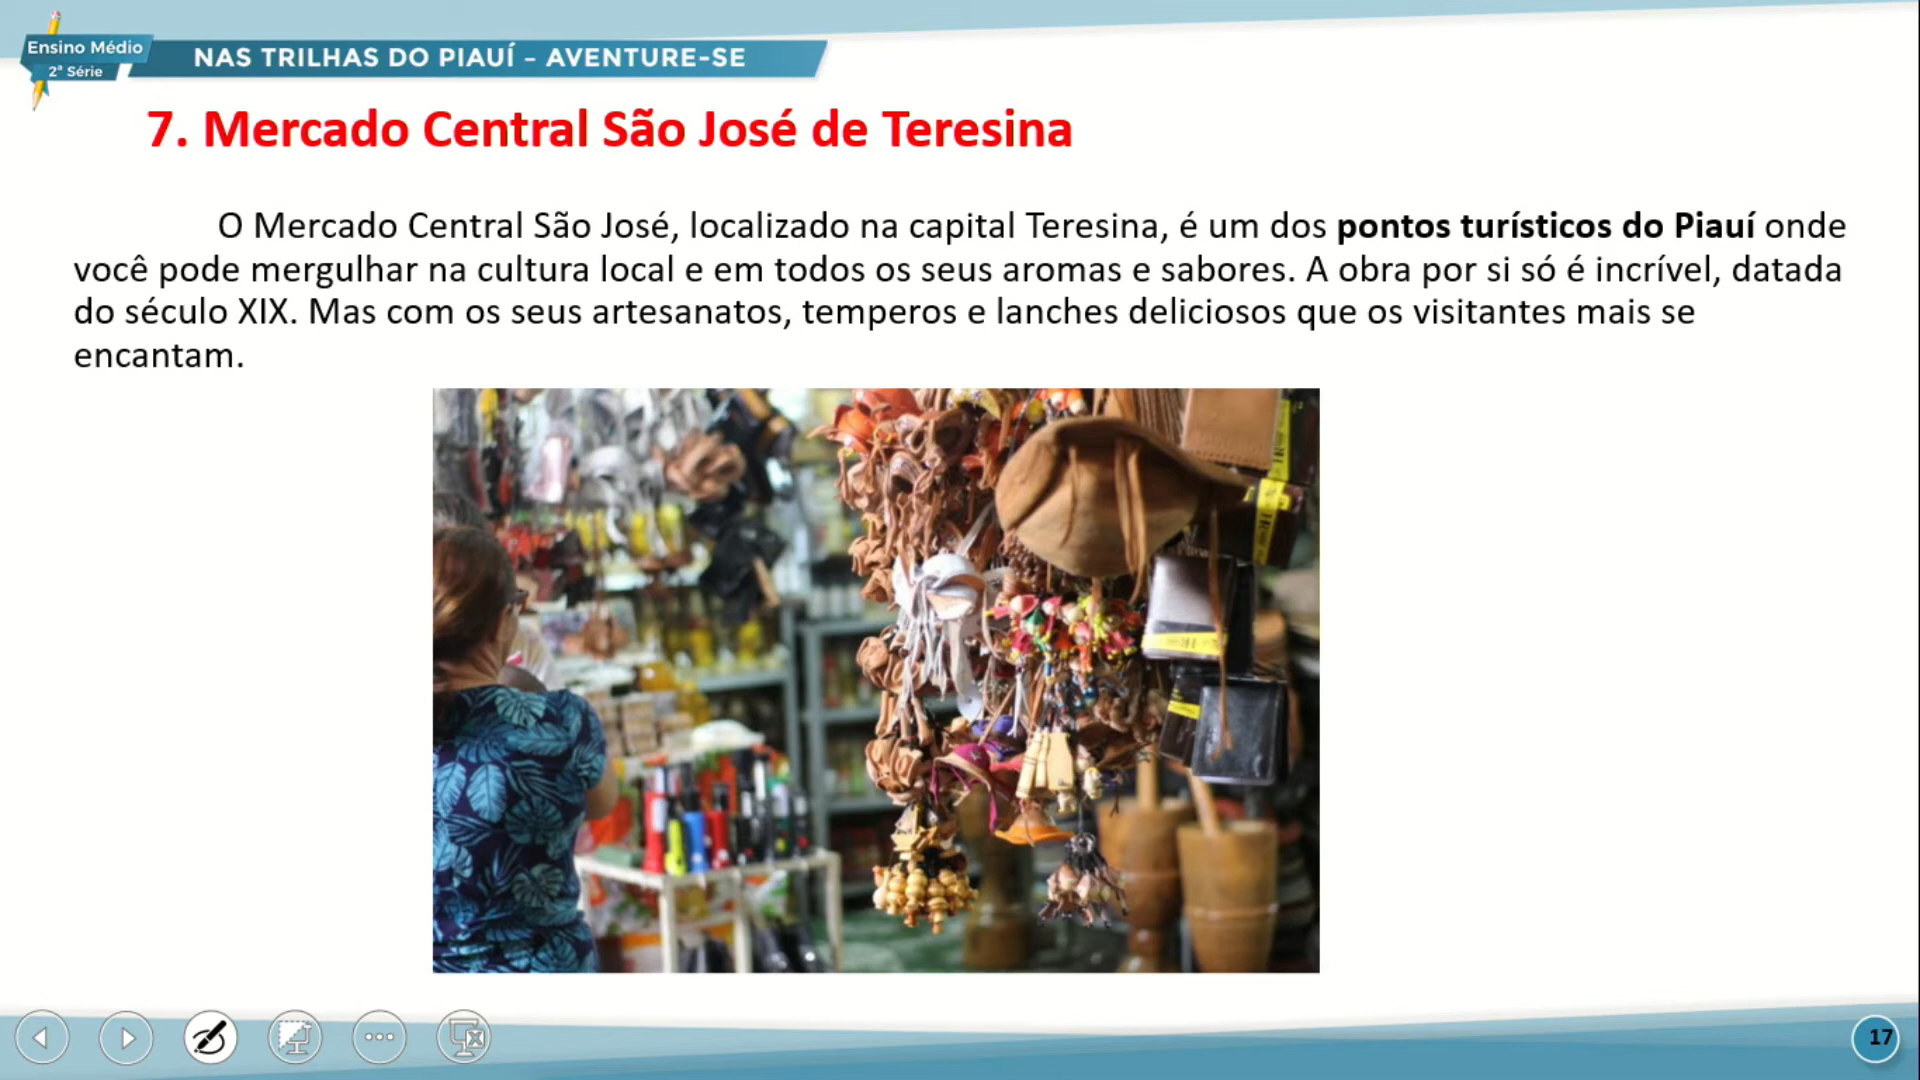 Ensino Médio
2ª Série
NAS TRILHAS DO PIAUÍ – AVENTURE-SE
7. Mercado Central São José de Teresina
O Mercado Central São José, localizado na capital Teresina, é um dos pontos turísticos do Piauí onde
você pode mergulhar na cultura local e em todos os seus aromas e sabores. A obra por si só é incrível, datada
do século XIX. Mas com os seus artesanatos, temperos e lanches deliciosos que os visitantes mais se
encantam.
17